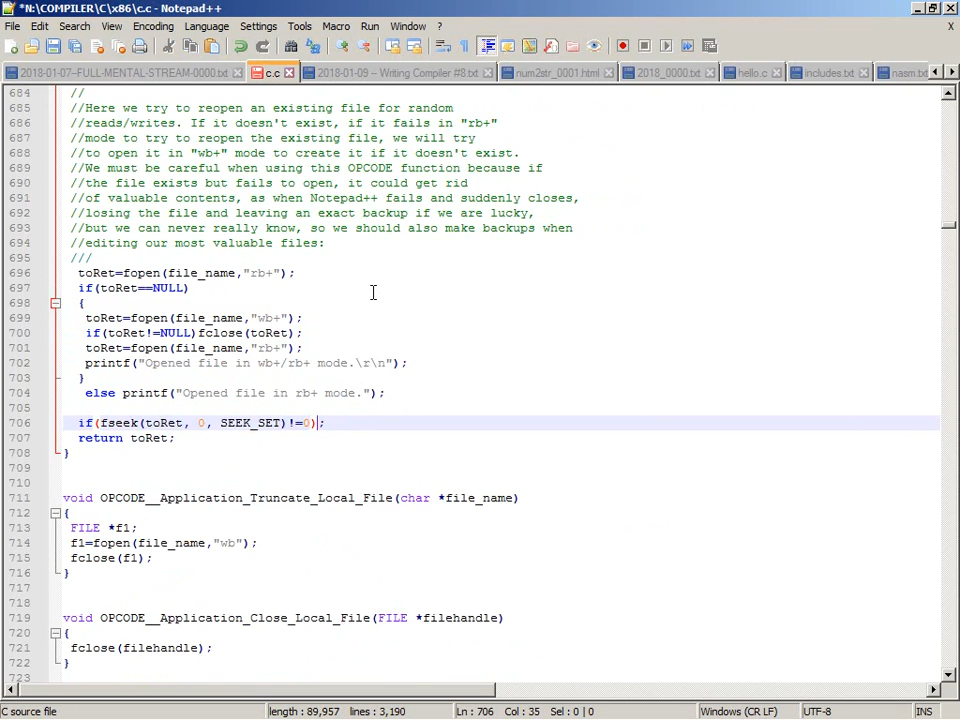 *N:\COMPILER\C\x86\c.c - Notepad++
File Edit Search View Encoding Language Settings Tools Macro Run Window ?
X
2018-01-07-FULL-MENTAL-STREAM-0000.txt c.c 2018-01-09 – Writing Compiler #8.txt num2str_0001.html 2018_0000.txt hello.c includes.txt nasm.txt
684 //
685 //Here we try to reopen an existing file for random
686 //reads/writes. If it doesn't exist, if it fails in "rb+"
687 //mode to try to reopen the existing file, we will try
688 //to open it in "wb+" mode to create it if it doesn't exist.
689 //We must be careful when using this OPCODE function because if
690 //the file exists but fails to open, it could get rid
691 //of valuable contents, as when Notepad++ fails and suddenly closes,
692 //losing the file and leaving an exact backup if we are lucky,
693 //but we can never really know, so we should also make backups when
694 //editing our most valuable files:
695 ///
696 toRet=fopen(file_name,"rb+");
697 if(toRet==NULL)
698 {
699 toRet=fopen(file_name,"wb+");
700 if(toRet!=NULL)fclose(toRet);
701 toRet=fopen(file_name,"rb+");
702 printf("Opened file in wb+/rb+ mode.\r\n");
703 }
704 else printf("Opened file in rb+ mode.");
705
706 if(fseek(toRet, 0, SEEK_SET)!=0);
707 return toRet;
708 }
709
710
711 void OPCODE__Application_Truncate_Local_File(char *file_name)
712 {
713 FILE *f1;
714 f1=fopen(file_name,"wb");
715 fclose(f1);
716 }
717
718
719 void OPCODE__Application_Close_Local_File(FILE *filehandle)
720 {
721 fclose(filehandle);
722 }
723
C source file length : 89,957 lines : 3,190 Ln : 706 Col : 35 Sel : 0 | 0 Windows (CR LF) UTF-8 INS